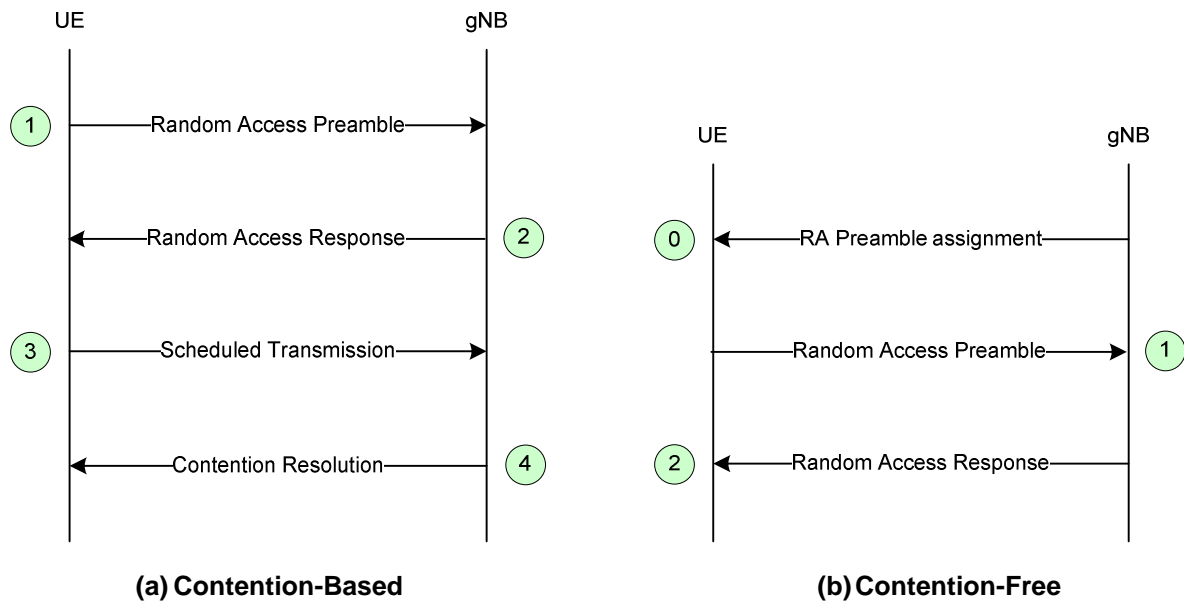 UE
gNB
1
Random Access Preamble
Random Access Response
2
3
Scheduled Transmission
Contention Resolution
4
(a) Contention-Based
UE
gNB
0
RA Preamble assignment
Random Access Preamble
1
2
Random Access Response
(b) Contention-Free